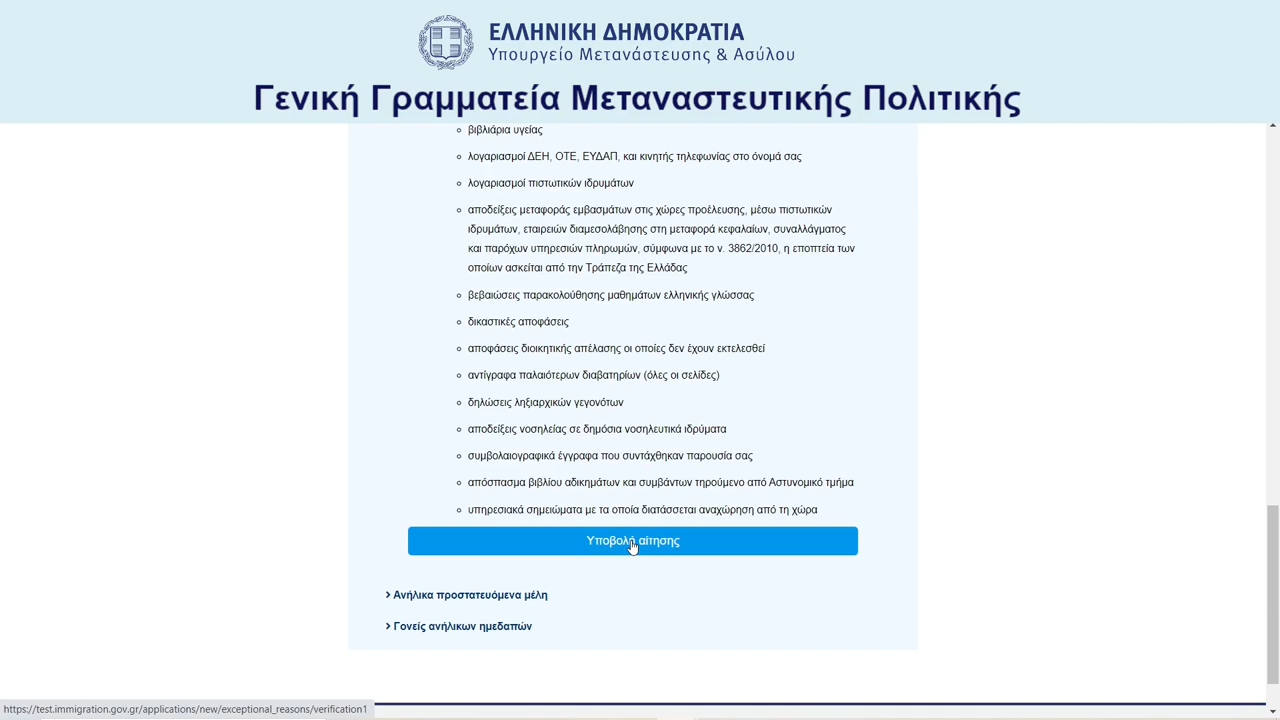 ΕΛΛΗΝΙΚΗ ΔΗΜΟΚΡΑΤΙΑ
Υπουργείο Μετανάστευσης & Ασύλου
Γενική Γραμματεία Μεταναστευτικής Πολιτικής
βιβλιάρια υγείας
λογαριασμοί ΔΕΗ, ΟΤΕ, ΕΥΔΑΠ, και κινητής τηλεφωνίας στο όνομά σας
λογαριασμοί πιστωτικών ιδρυμάτων
αποδείξεις μεταφοράς εμβασμάτων στις χώρες προέλευσης, μέσω πιστωτικών
ιδρυμάτων, εταιρειών διαμεσολάβησης στη μεταφορά κεφαλαίων, συναλλάγματος
και παρόχων υπηρεσιών πληρωμών, σύμφωνα με το ν. 3862/2010, η εποπτεία των
οποίων ασκείται από την Τράπεζα της Ελλάδας
βεβαιώσεις παρακολούθησης μαθημάτων ελληνικής γλώσσας
δικαστικές αποφάσεις
αποφάσεις διοικητικής απέλασης οι οποίες δεν έχουν εκτελεσθεί
αντίγραφα παλαιότερων διαβατηρίων (όλες οι σελίδες)
δηλώσεις ληξιαρχικών γεγονότων
αποδείξεις νοσηλείας σε δημόσια νοσηλευτικά ιδρύματα
συμβολαιογραφικά έγγραφα που συντάχθηκαν παρουσία σας
απόσπασμα βιβλίου αδικημάτων και συμβάντων τηρούμενο από Αστυνομικό τμήμα
υπηρεσιακά σημειώματα με τα οποία διατάσσεται αναχώρηση από τη χώρα
Υποβολή αίτησης
Ανήλικα προστατευόμενα μέλη
Γονείς ανήλικων ημεδαπών
https://test.immigration.gov.gr/applications/new/exceptional_reasons/verification1